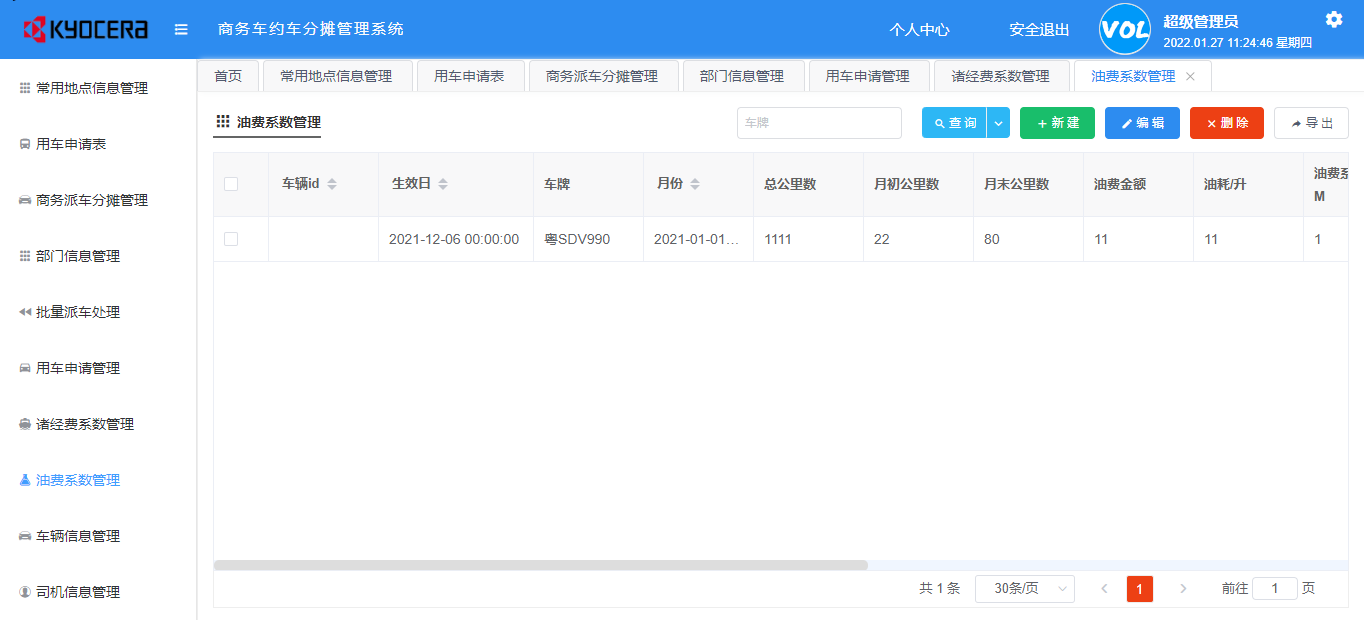 KYOCERA 商务车约车分摊管理系统 个人中心 安全退出 VOL 超级管理员
2022.01.27 11:24:46 星期四
首页 常用地点信息管理 用车申请表 商务派车分摊管理 部门信息管理 用车申请管理 诸经费系数管理 油费系数管理
常用地点信息管理
用车申请表
商务派车分摊管理
部门信息管理
批量派车处理
用车申请管理
诸经费系数管理
油费系数管理
车辆信息管理
司机信息管理
油费系数管理 车牌 查询 新建 编辑 删除 导出
车辆id 生效日 车牌 月份 总公里数 月初公里数 月末公里数 油费金额 油耗/升 油费系
M
2021-12-06 00:00:00 粤SDV990 2021-01-01... 1111 22 80 11 11 1
共 1 条 30条/页 1 前往 1 页